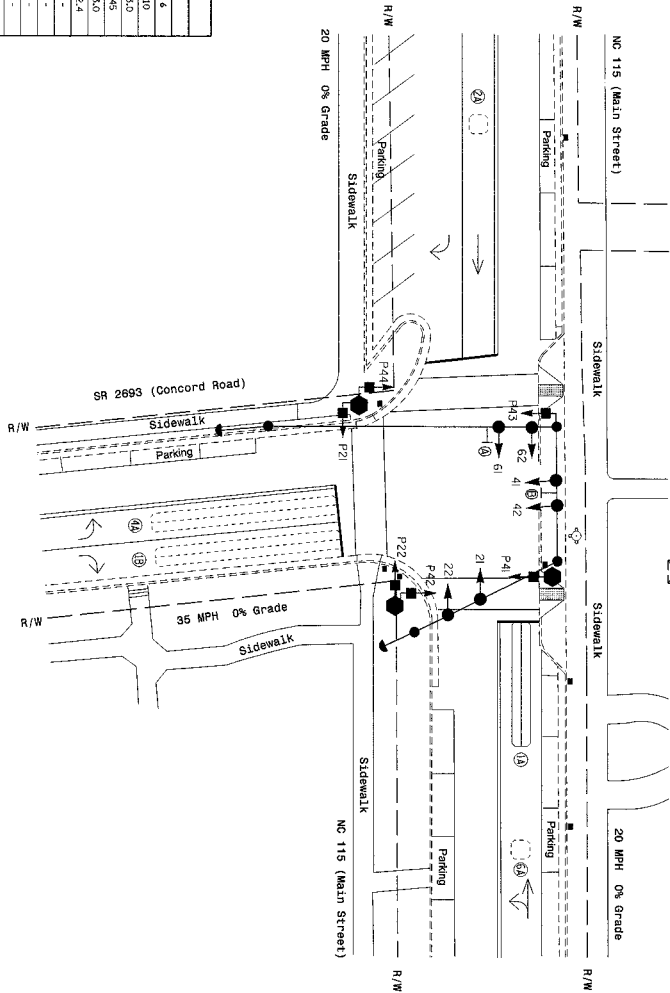 R/W
R/W
NC 115 (Main Street)
20 MPH 0% Grade
Parking
2A
Parking
Sidewalk
Sidewalk
SR 2693 (Concord Road)
R/W
Sidewalk
Parking
P44
P21
P43
62
61
A
41
B
42
P41
21
22
P42
P22
4A
1B
35 MPH 0% Grade
R/W
Sidewalk
Sidewalk
1A
6A
Parking
Parking
Sidewalk
NC 115 (Main Street)
20 MPH 0% Grade
R/W
R/W
6
10
-
-
-
-